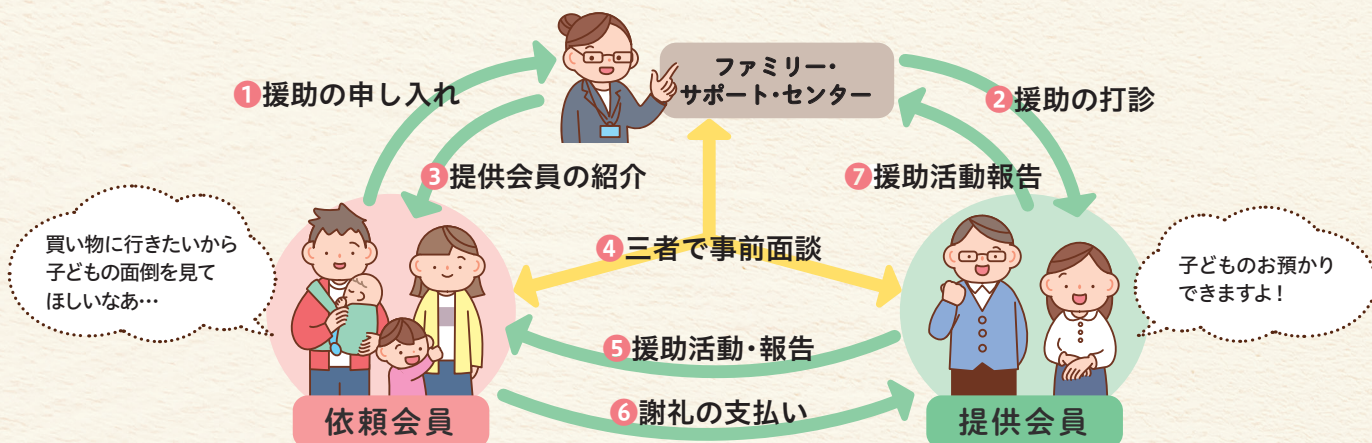 ファミリー・
サポート・センター
❶援助の申し入れ
❷援助の打診
❸提供会員の紹介
❼援助活動報告
買い物に行きたいから
子どもの面倒を見て
ほしいなあ…
❹三者で事前面談
子どものお預かり
できますよ!
❺援助活動・報告
❻謝礼の支払い
依頼会員
提供会員